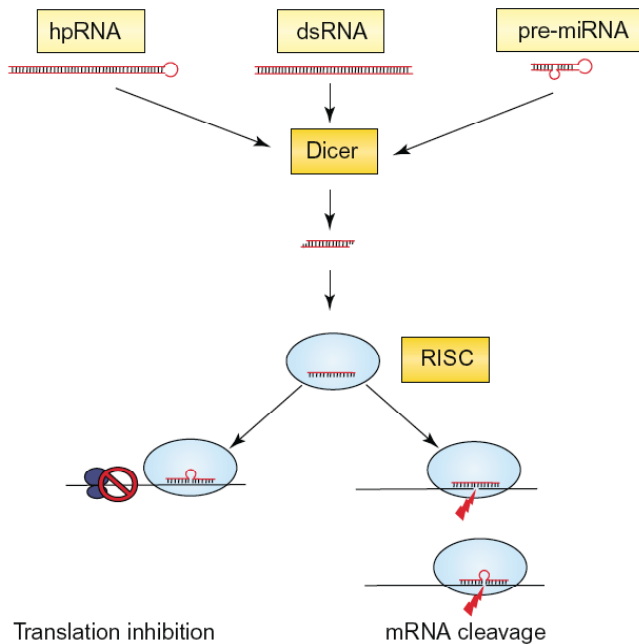 hpRNA
dsRNA
pre-miRNA
Dicer
RISC
Translation inhibition
mRNA cleavage